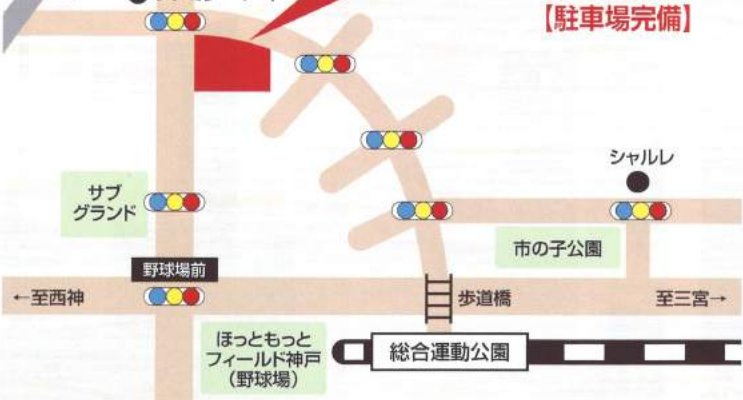 【駐車場完備】
シャルレ
サブ
グランド
市の子公園
野球場前
←至西神
歩道橋
至三宮→
ほっともっと
フィールド神戸
（野球場）
総合運動公園